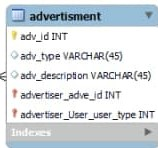 advertisment
adv_id INT
adv_type VARCHAR(45)
adv_description VARCHAR(45)
advertiser_adve_id INT
advertiser_User_user_type INT
Indexes